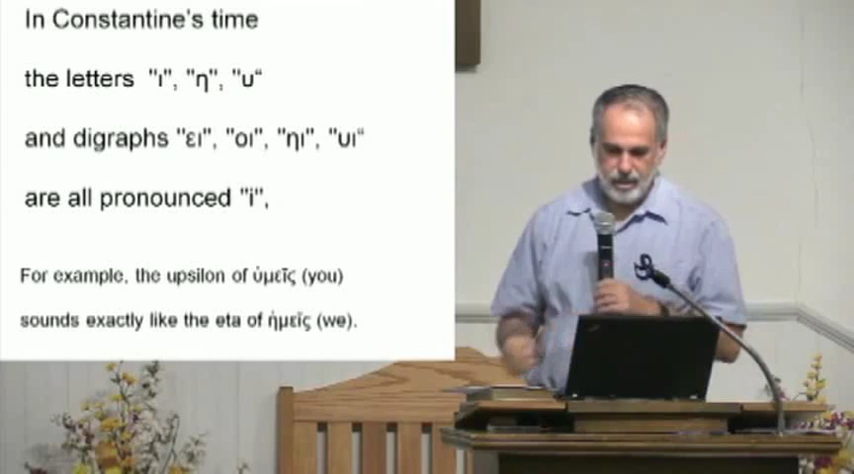 In Constantine's time
the letters "ι", "η", "υ“
and digraphs "ει", "οι", "ηι", "υι“
are all pronounced "i",
For example, the upsilon of ὑμεῖς (you)
sounds exactly like the eta of ἡμεῖς (we).